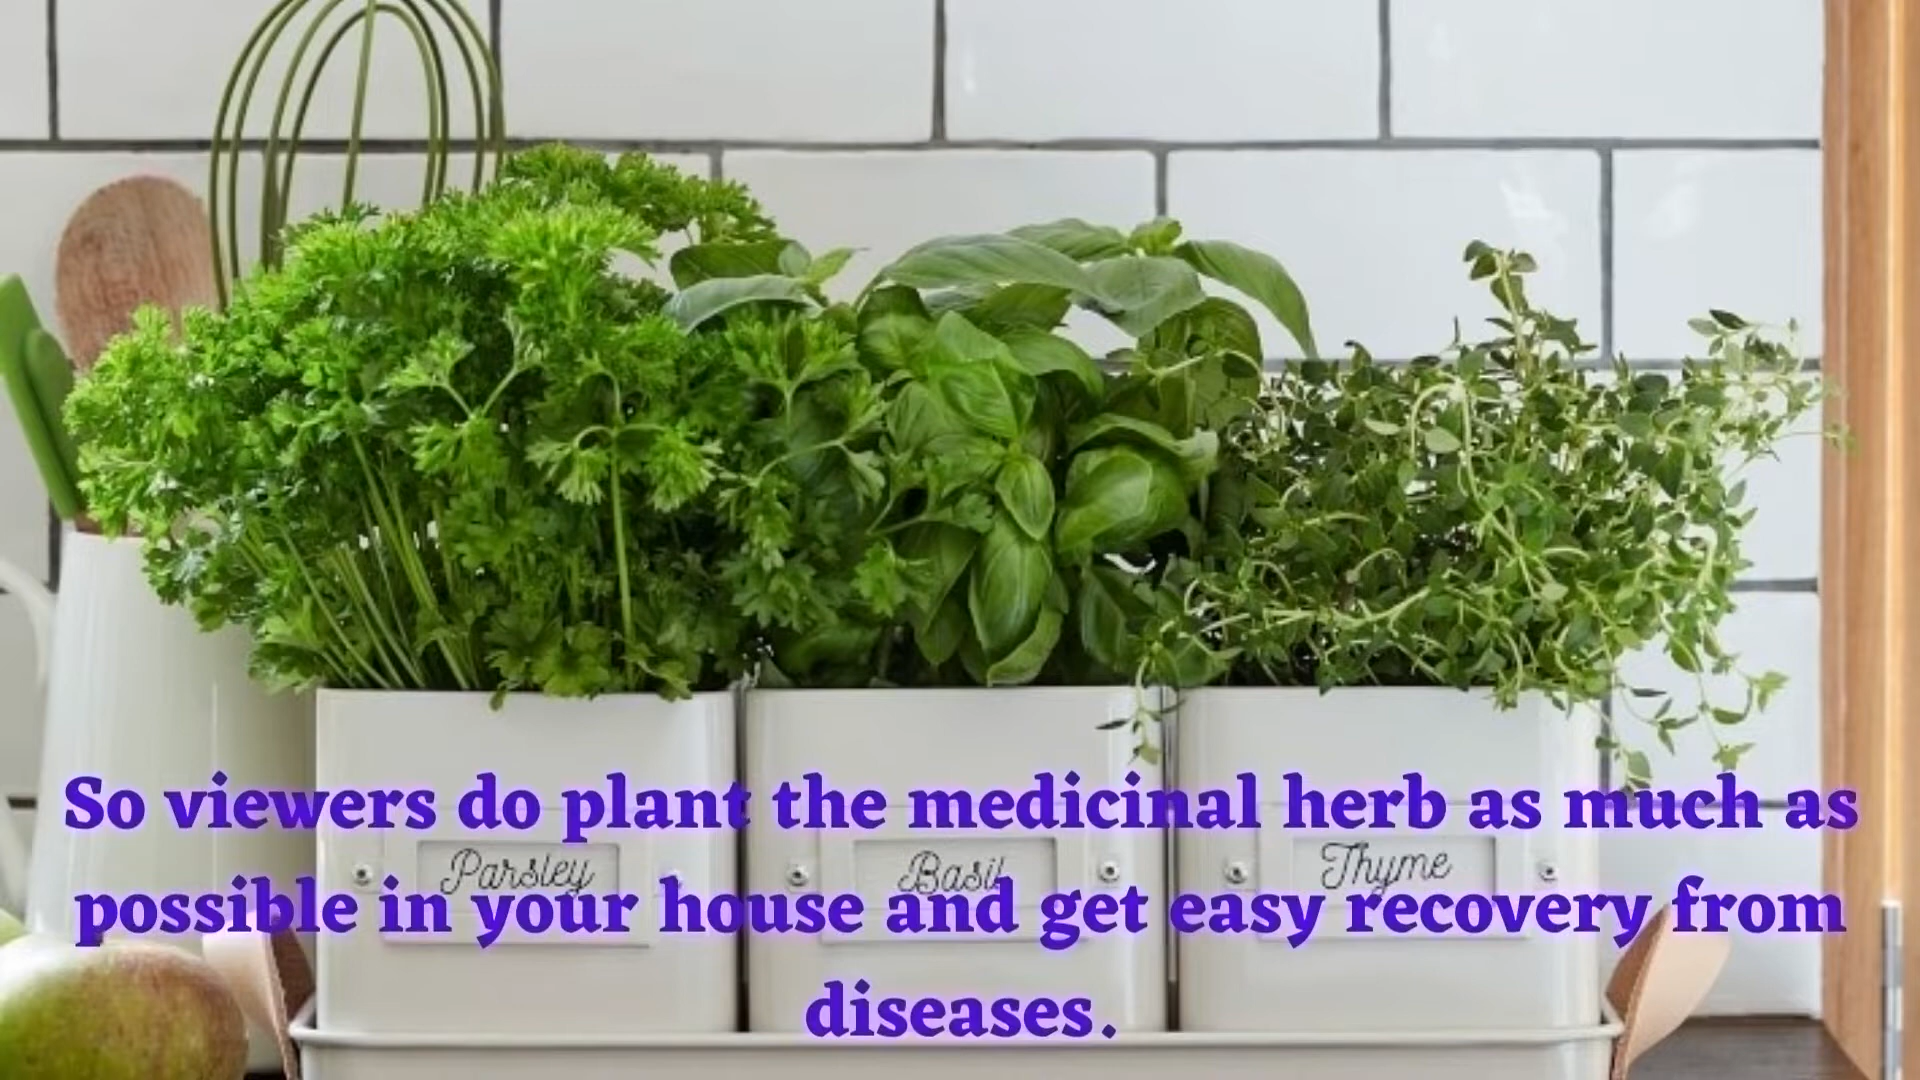 So viewers do plant the medicinal herb as much as
Parsley
Basil
Thyme
possible in your house and get easy recovery from
diseases.